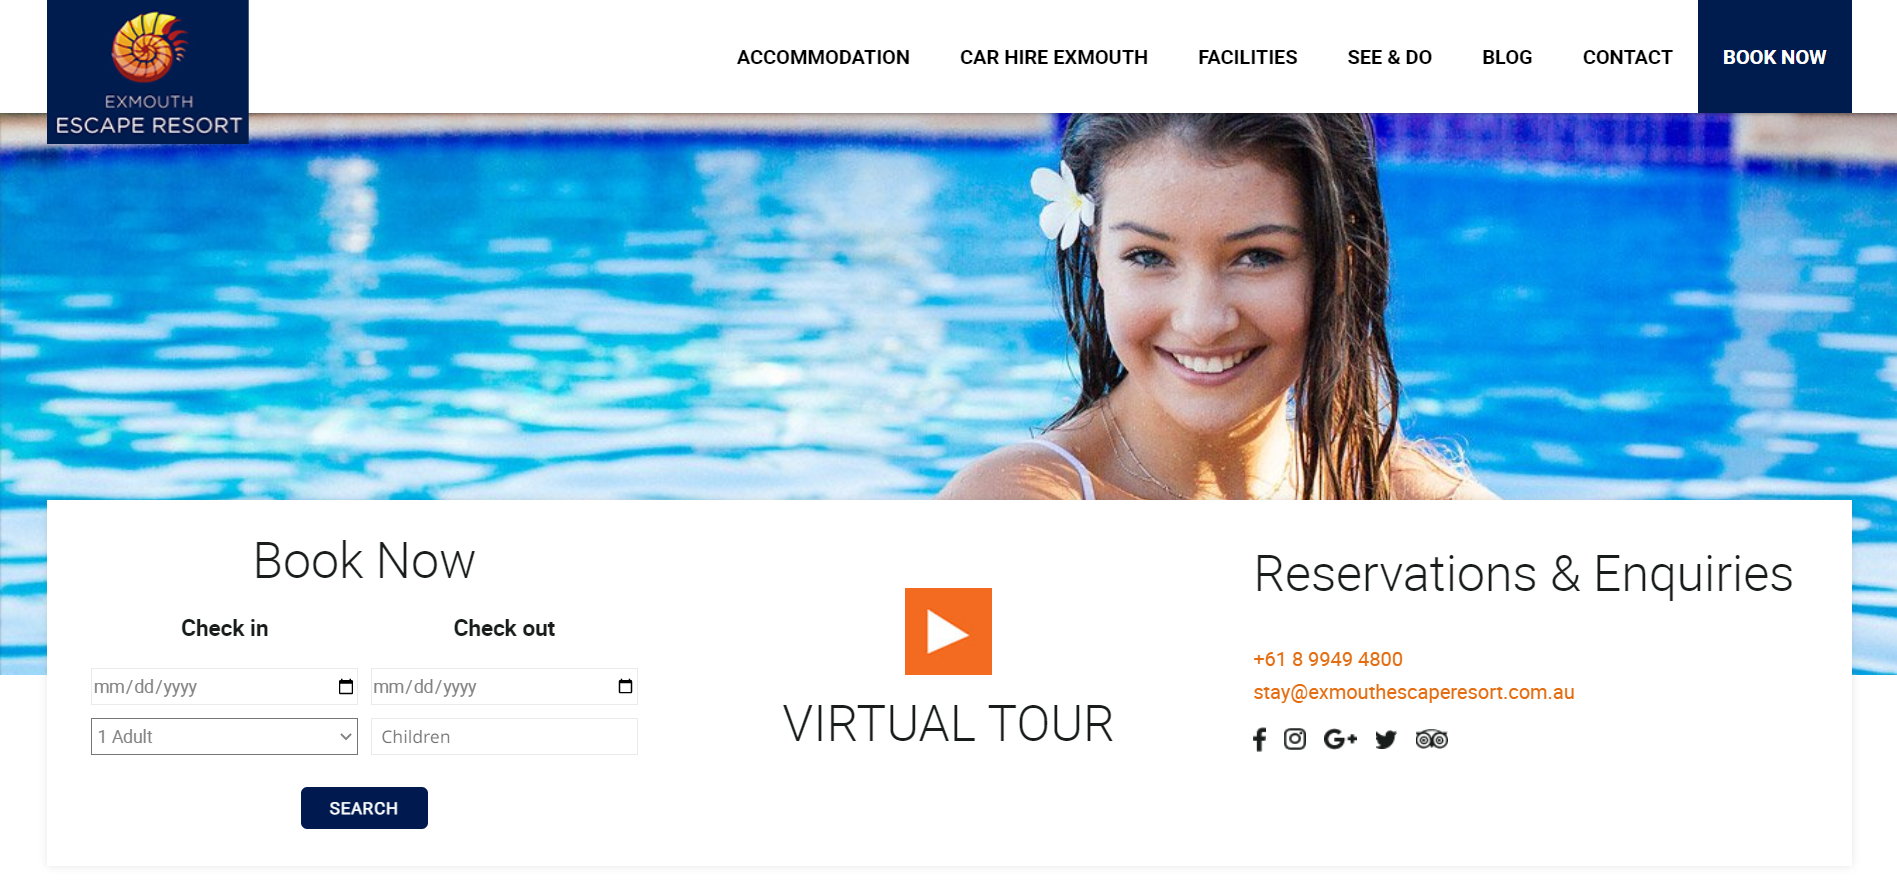 EXMOUTH
ESCAPE RESORT
ACCOMMODATION
CAR HIRE EXMOUTH
FACILITIES
SEE & DO
BLOG
CONTACT
BOOK NOW
Book Now
Check in
Check out
mm/dd/yyyy
mm/dd/yyyy
1 Adult
Children
SEARCH
VIRTUAL TOUR
Reservations & Enquiries
+61 8 9949 4800
stay@exmouthescaperesort.com.au